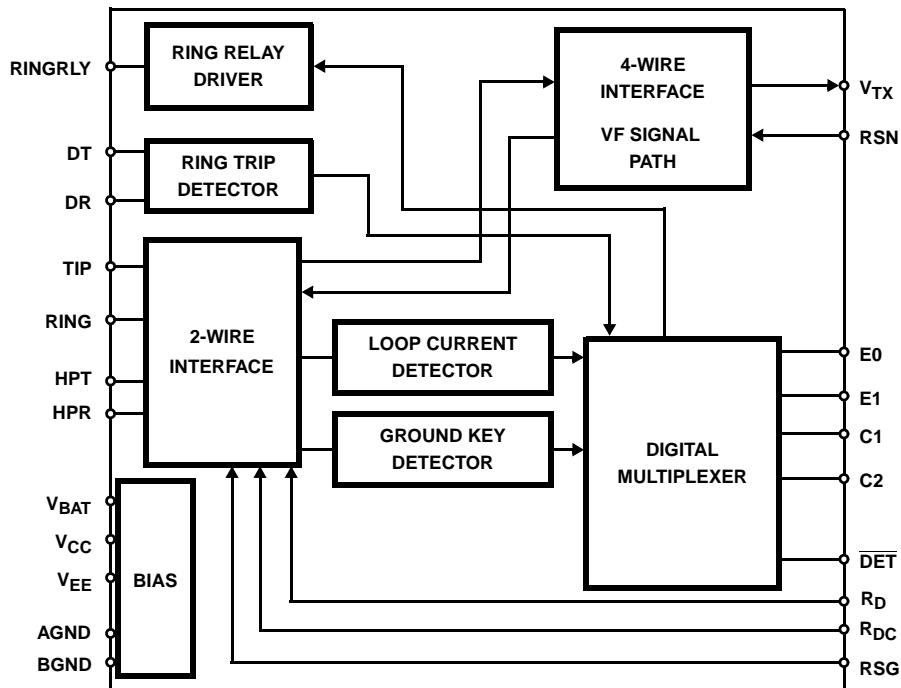 RINGRLY
RING RELAY
DRIVER
4-WIRE
INTERFACE
VF SIGNAL
PATH
VTX
RSN
DT
DR
RING TRIP
DETECTOR
TIP
RING
HPT
HPR
2-WIRE
INTERFACE
LOOP CURRENT
DETECTOR
GROUND KEY
DETECTOR
DIGITAL
MULTIPLEXER
E0
E1
C1
C2
DET
RD
RDC
RSG
VBAT
VCC
VEE
AGND
BGND
BIAS